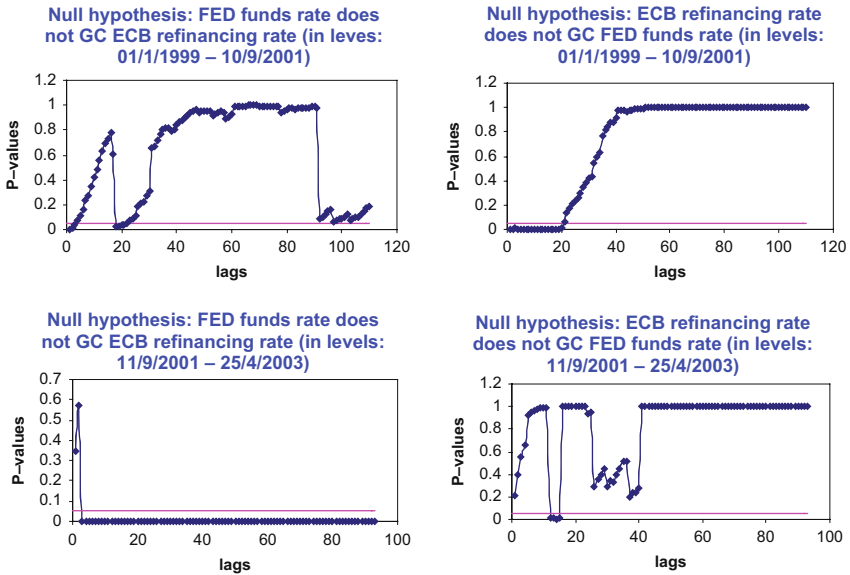 Null hypothesis: FED funds rate does
not GC ECB refinancing rate (in leves:
01/1/1999 – 10/9/2001)
1.2
1
0.8
0.6
0.4
0.2
0
P–values
0 20 40 60 80 100 120
lags
Null hypothesis: ECB refinancing rate
does not GC FED funds rate (in levels:
01/1/1999 – 10/9/2001)
1.2
1
0.8
0.6
0.4
0.2
0
P–values
0 20 40 60 80 100 120
lags
Null hypothesis: FED funds rate does
not GC ECB refinancing rate (in levels:
11/9/2001 – 25/4/2003)
0.7
0.6
0.5
0.4
0.3
0.2
0.1
0
P–values
0 20 40 60 80 100
lags
Null hypothesis: ECB refinancing rate
does not GC FED funds rate (in levels:
11/9/2001 – 25/4/2003)
1.2
1
0.8
0.6
0.4
0.2
0
P–values
0 20 40 60 80 100
lags